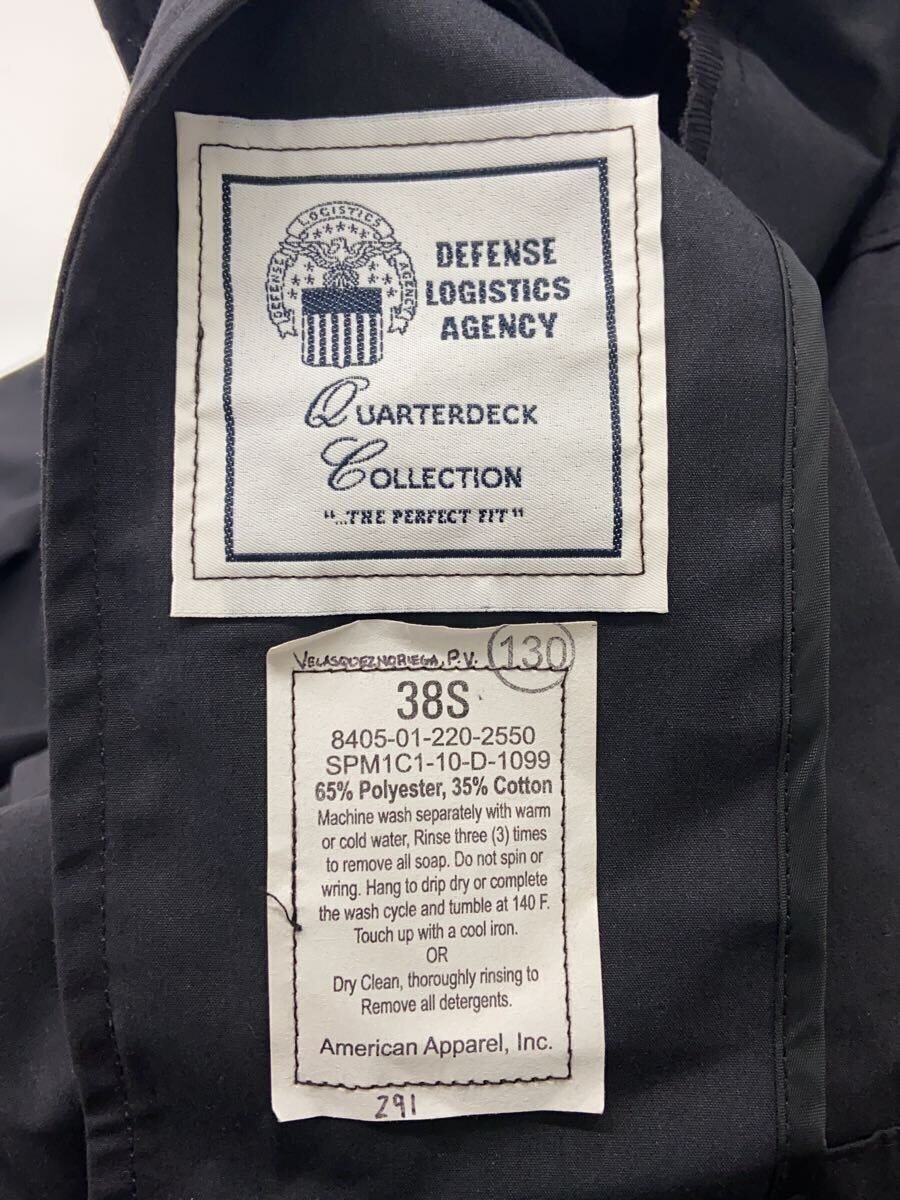 LOGISTICS
DEFENSE
AGENCY
DEFENSE
LOGISTICS
AGENCY
QUARTERDECK
COLLECTION
"...THE PERFECT FIT"
VELASQUEZNORIEGA, P.V. 130
38S
8405-01-220-2550
SPM1C1-10-D-1099
65% Polyester, 35% Cotton
Machine wash separately with warm
or cold water, Rinse three (3) times
to remove all soap. Do not spin or
wring. Hang to drip dry or complete
the wash cycle and tumble at 140 F.
Touch up with a cool iron.
OR
Dry Clean, thoroughly rinsing to
Remove all detergents.
American Apparel, Inc.
291